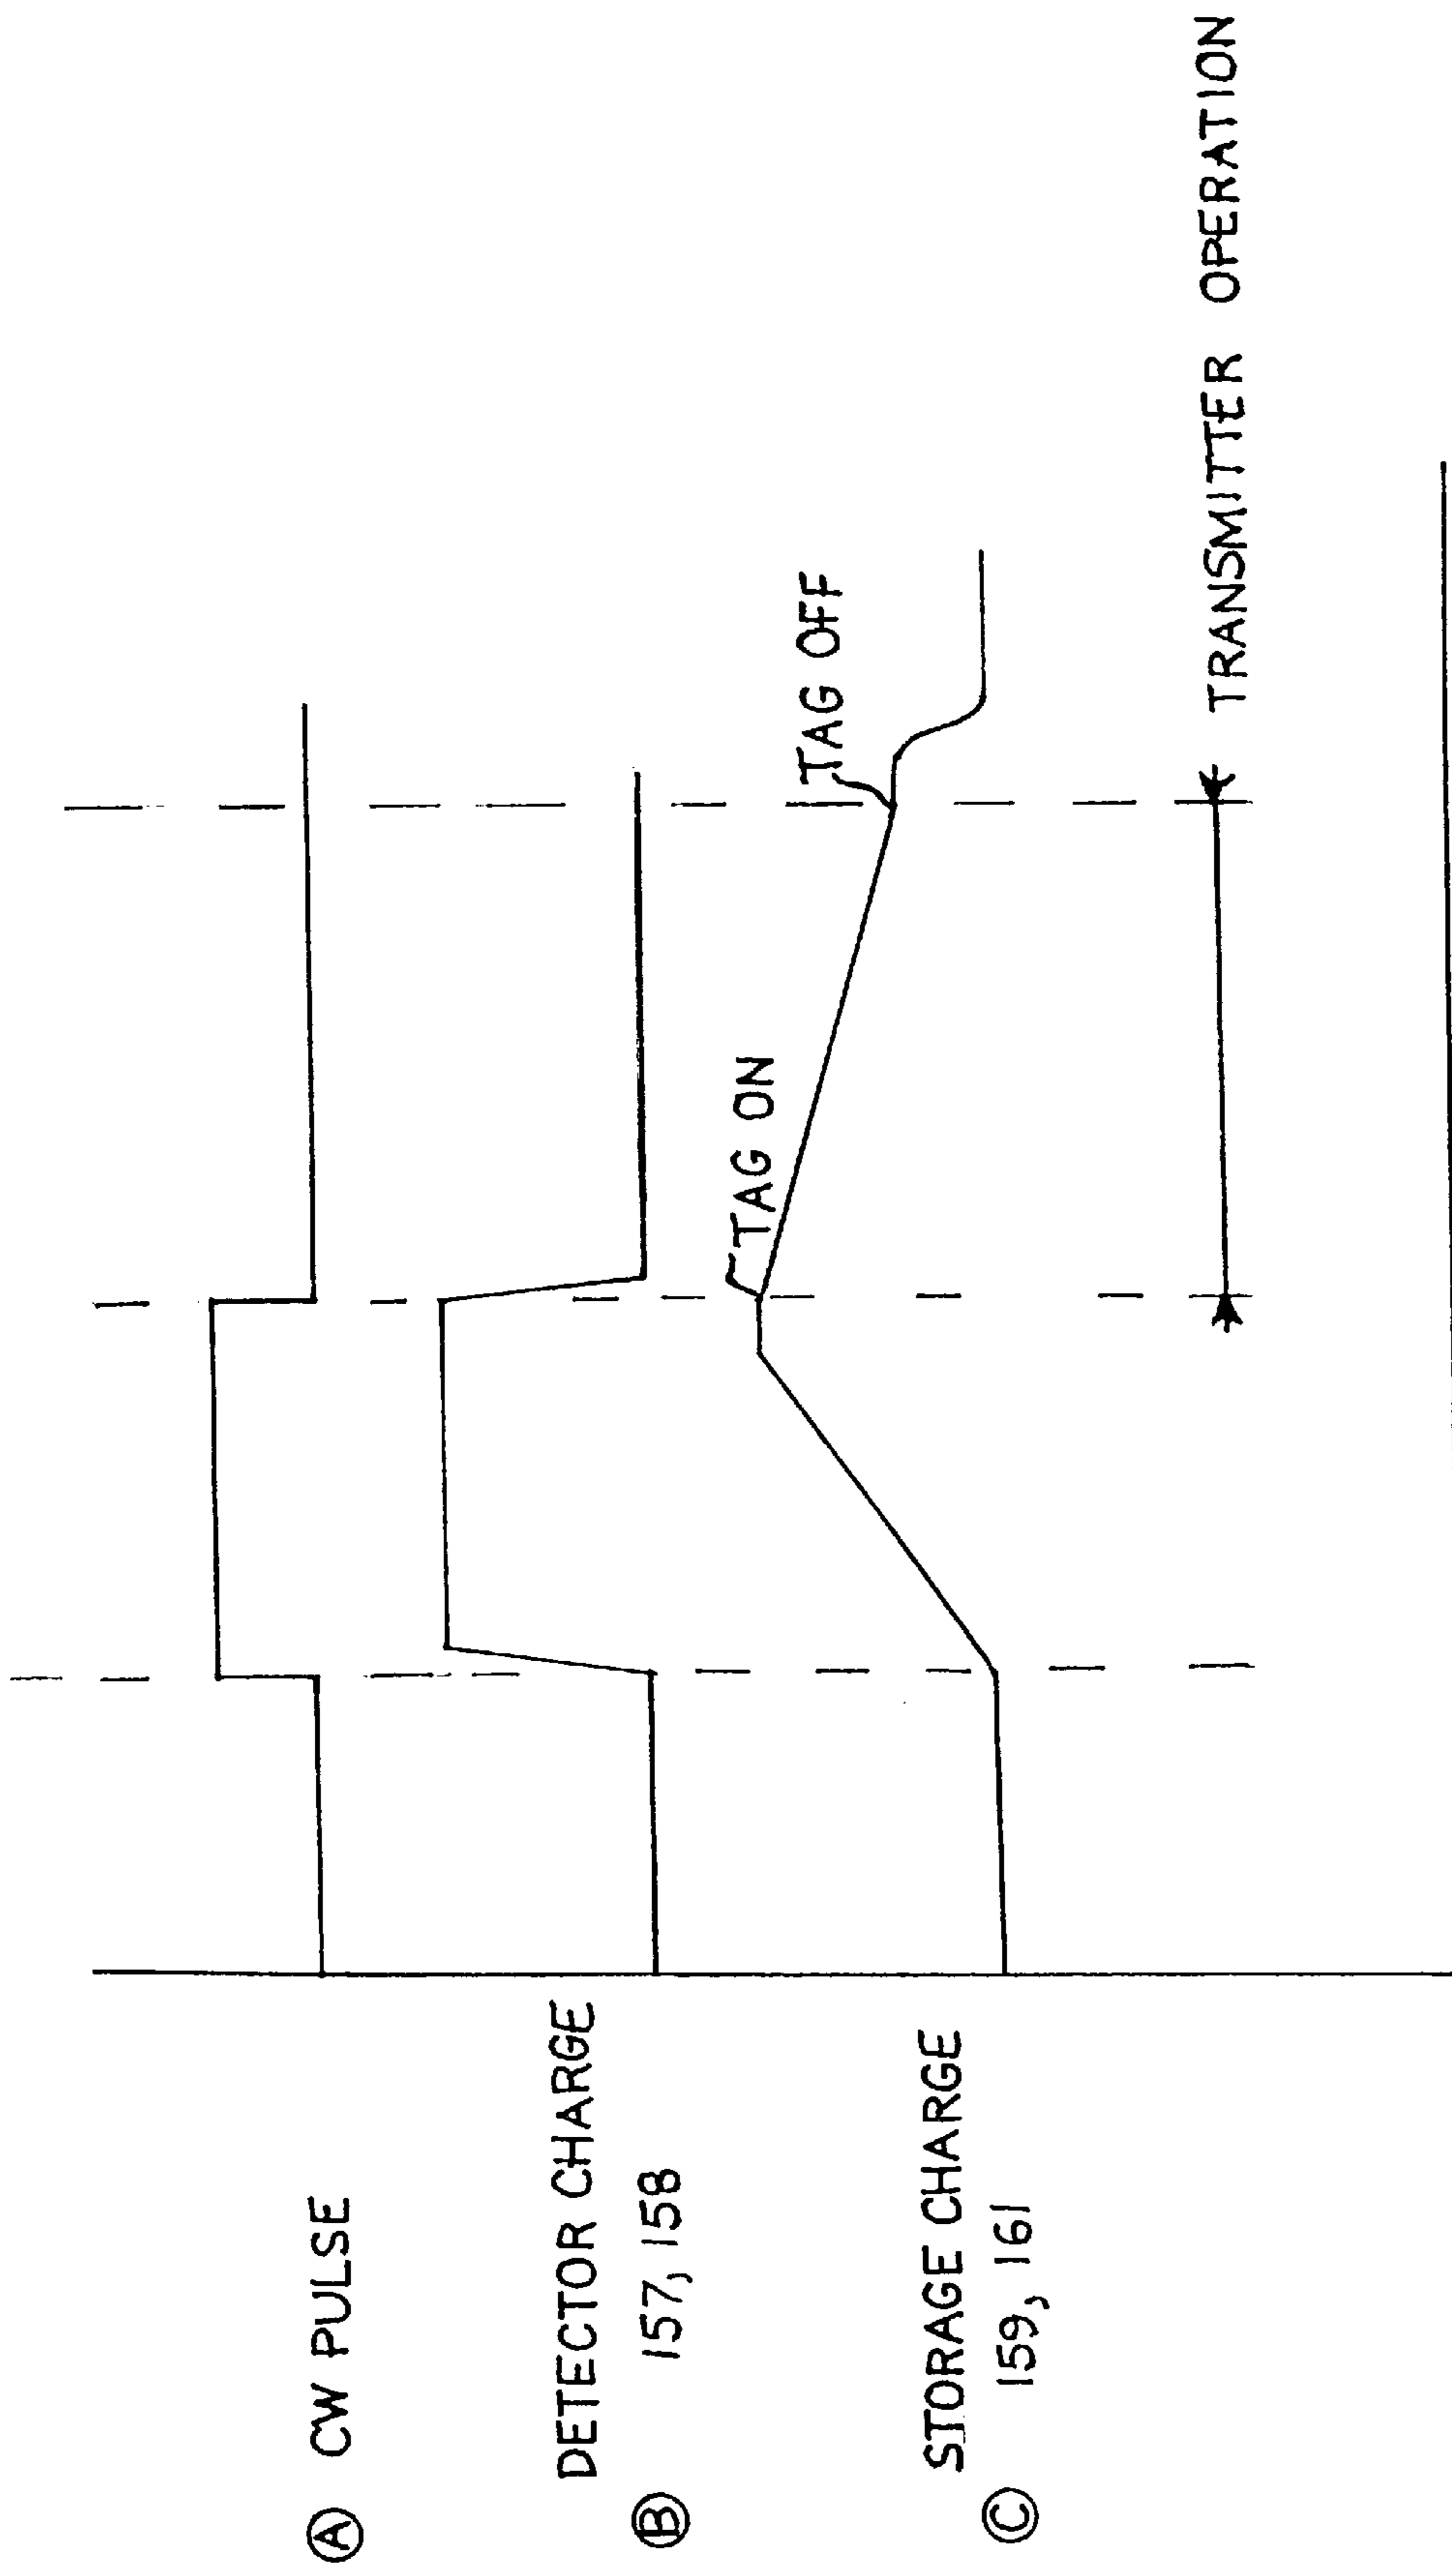 Ⓐ CW PULSE
DETECTOR CHARGE
Ⓑ 157, 158
STORAGE CHARGE
Ⓒ 159, 161
TAG ON
TAG OFF
TRANSMITTER OPERATION